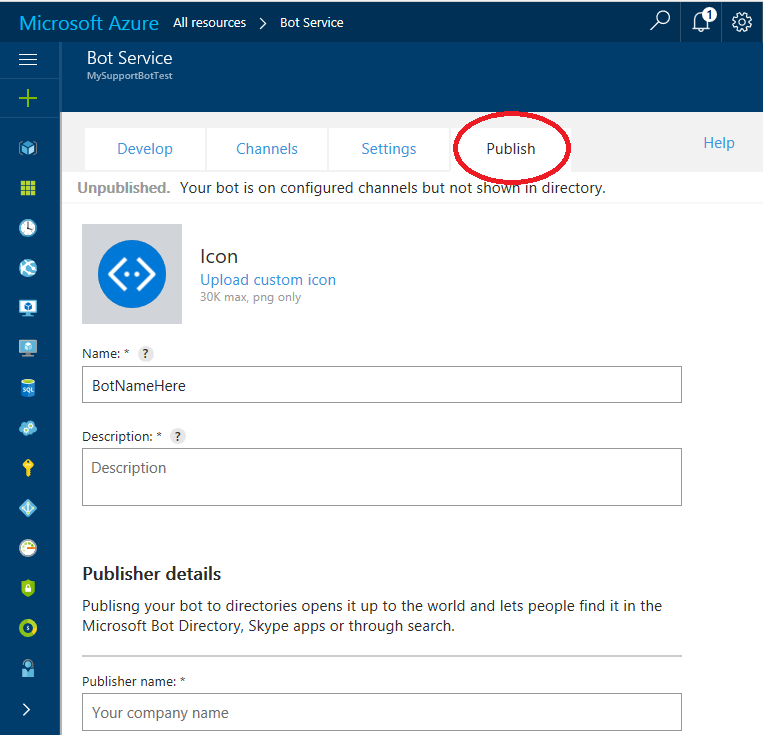 Microsoft Azure All resources > Bot Service
1
Bot Service
MySupportBotTest
Develop Channels Settings Publish Help
Unpublished. Your bot is on configured channels but not shown in directory.
Icon
Upload custom icon
30K max, png only
Name: * ?
BotNameHere
Description: * ?
Description
SQL
Publisher details
Publisng your bot to directories opens it up to the world and lets people find it in the
Microsoft Bot Directory, Skype apps or through search.
Publisher name: *
Your company name